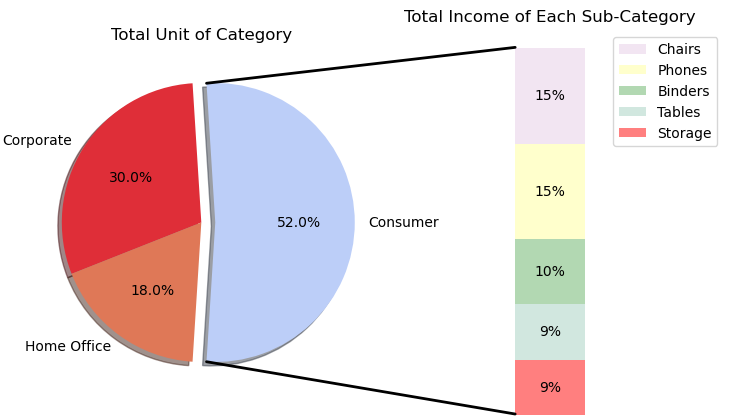 Total Income of Each Sub-Category
Total Unit of Category
Chairs
Phones
Binders
Tables
Storage
15%
Corporate
30.0%
15%
52.0%
Consumer
10%
18.0%
9%
Home Office
9%